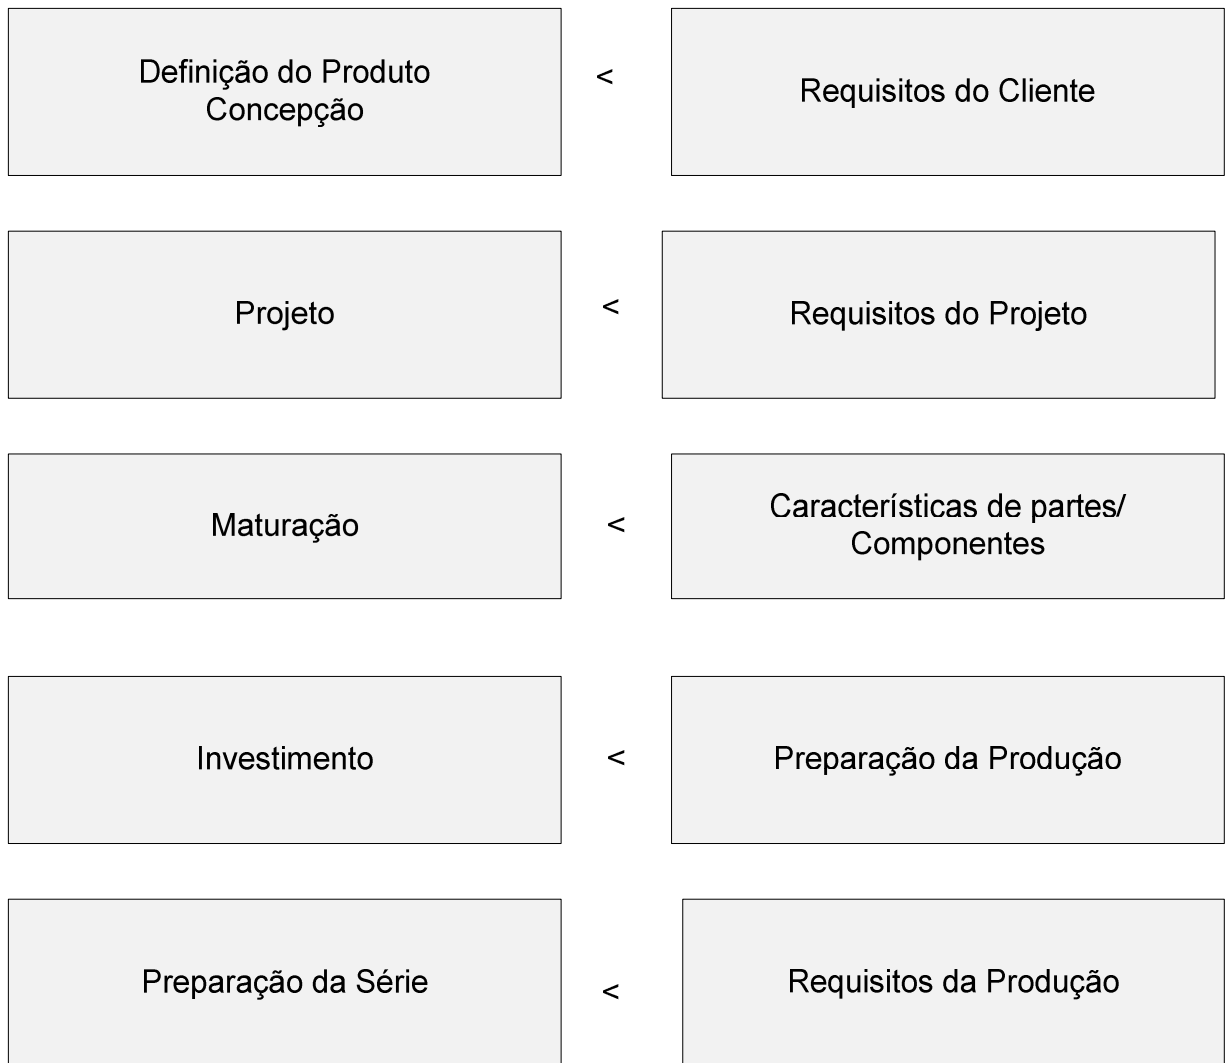 Definição do Produto
Concepção
<
Requisitos do Cliente
Projeto
<
Requisitos do Projeto
Maturação
<
Característísticas de partes/
Componentes
Investimento
<
Preparação da Produção
Preparação da Série
<
Requisitos da Produção